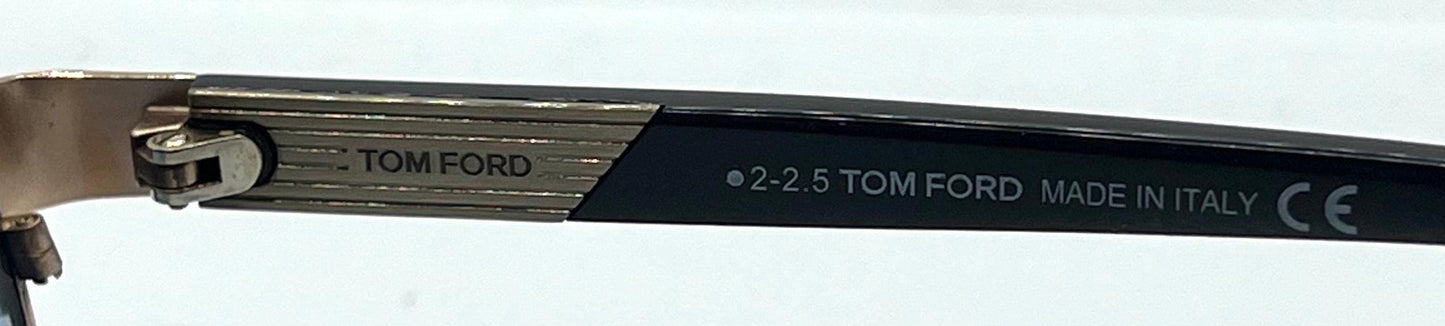 TOM FORD
●2-2.5 TOM FORD MADE IN ITALY CE